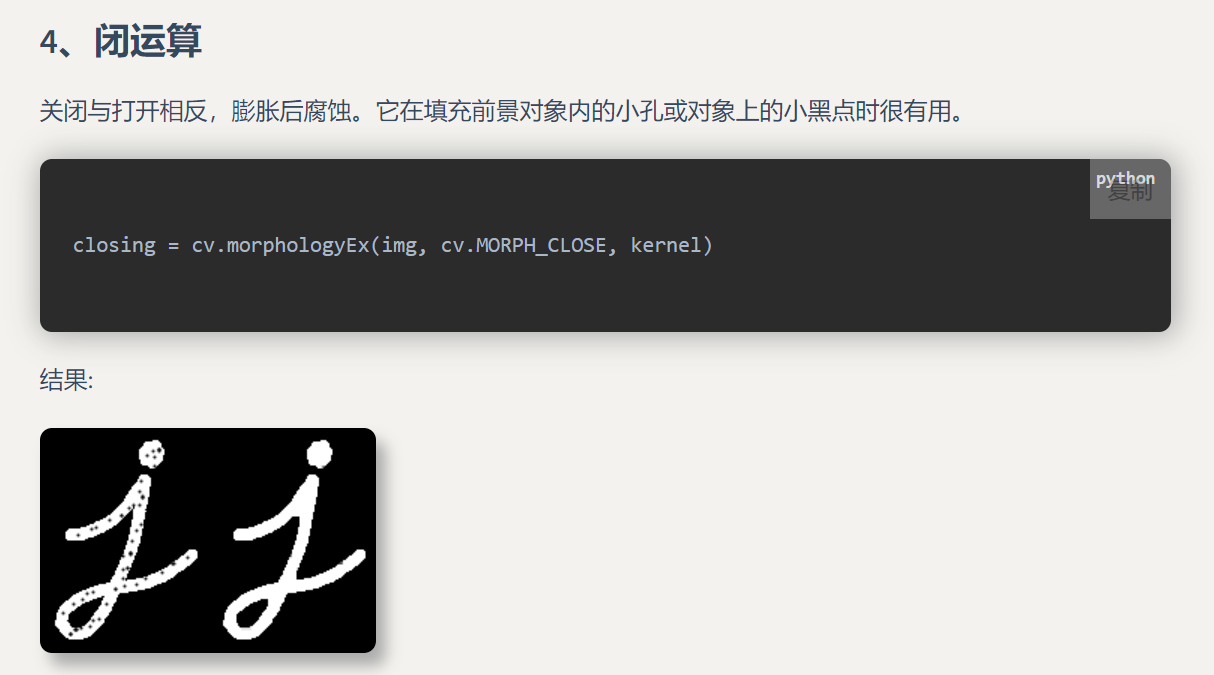 4、闭运算
关闭与打开相反，膨胀后腐蚀。它在填充前景对象内的小孔或对象上的小黑点时很有用。
python
复制
closing = cv.morphologyEx(img, cv.MORPH_CLOSE, kernel)
结果:
j j